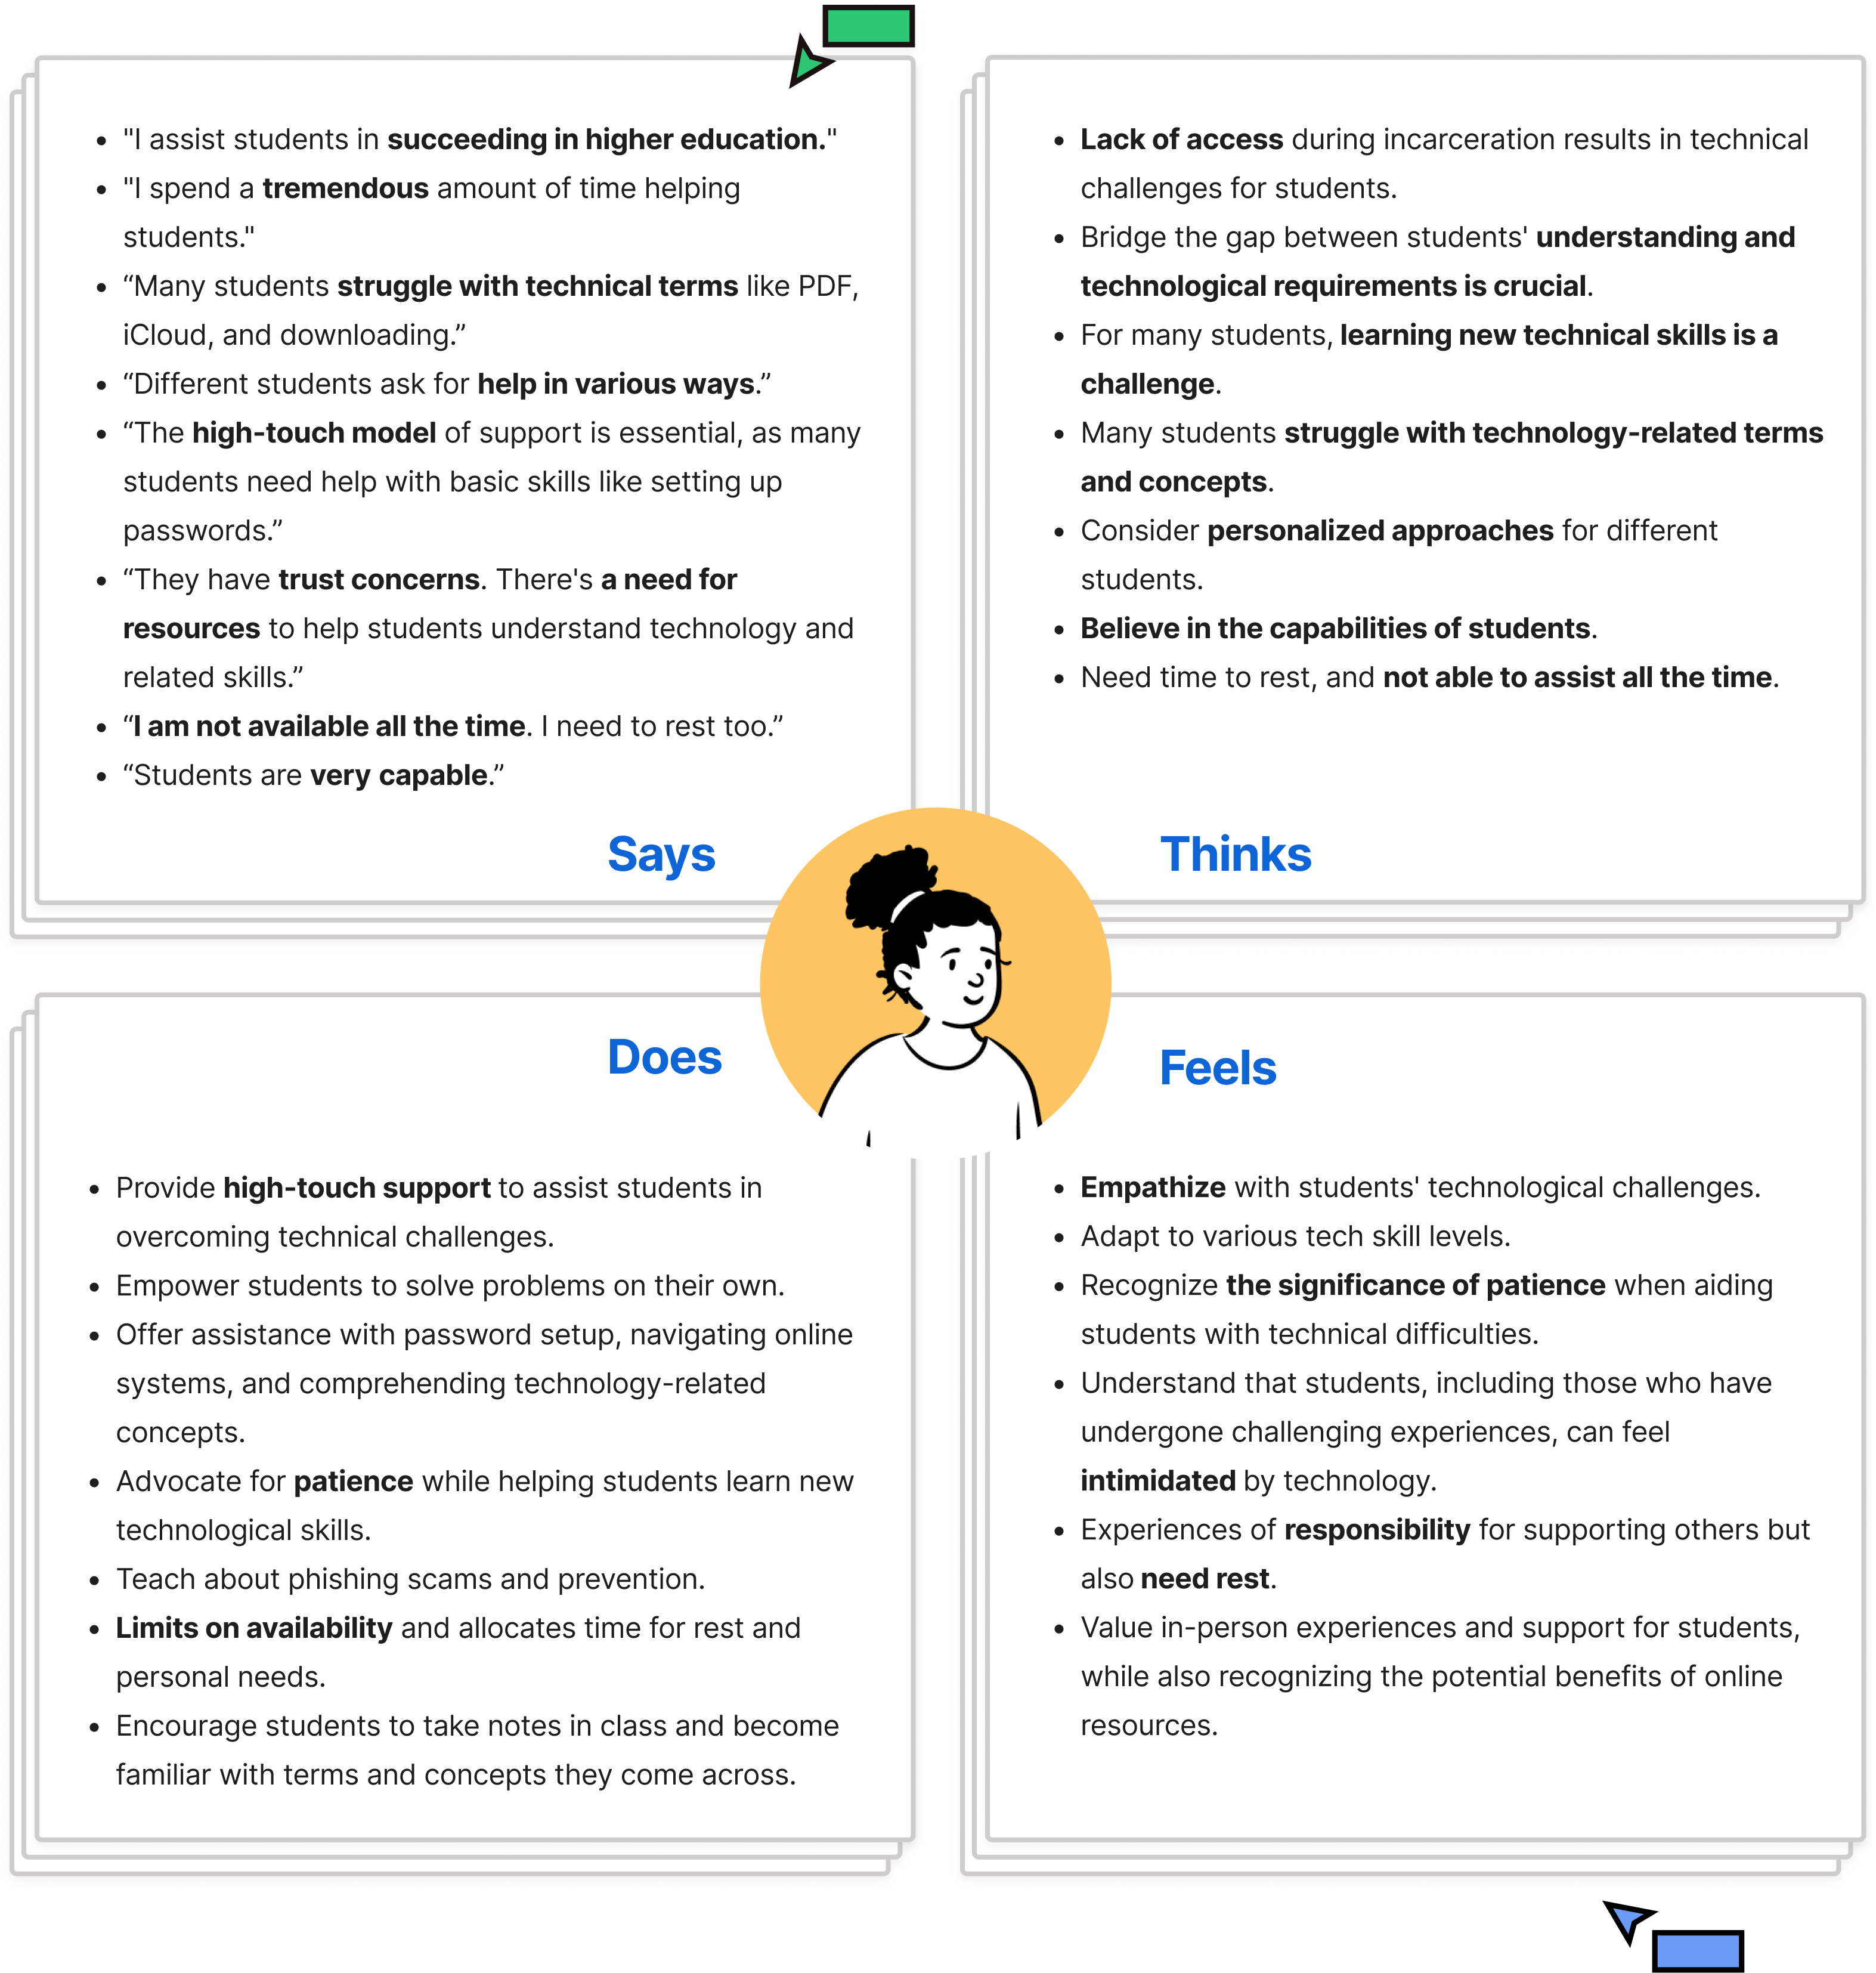 • "I assist students in succeeding in higher education."
• "I spend a tremendous amount of time helping
students."
• “Many students struggle with technical terms like PDF,
iCloud, and downloading.”
• “Different students ask for help in various ways.”
• “The high-touch model of support is essential, as many
students need help with basic skills like setting up
passwords.”
• “They have trust concerns. There's a need for
resources to help students understand technology and
related skills.”
• “I am not available all the time. I need to rest too.”
• “Students are very capable.”
Says
• Lack of access during incarceration results in technical
challenges for students.
• Bridge the gap between students' understanding and
technological requirements is crucial.
• For many students, learning new technical skills is a
challenge.
• Many students struggle with technology-related terms
and concepts.
• Consider personalized approaches for different
students.
• Believe in the capabilities of students.
• Need time to rest, and not able to assist all the time.
Thinks
Does
• Provide high-touch support to assist students in
overcoming technical challenges.
• Empower students to solve problems on their own.
• Offer assistance with password setup, navigating online
systems, and comprehending technology-related
concepts.
• Advocate for patience while helping students learn new
technological skills.
• Teach about phishing scams and prevention.
• Limits on availability and allocates time for rest and
personal needs.
• Encourage students to take notes in class and become
familiar with terms and concepts they come across.
Feels
• Empathize with students' technological challenges.
• Adapt to various tech skill levels.
• Recognize the significance of patience when aiding
students with technical difficulties.
• Understand that students, including those who have
undergone challenging experiences, can feel
intimidated by technology.
• Experiences of responsibility for supporting others but
also need rest.
• Value in-person experiences and support for students,
while also recognizing the potential benefits of online
resources.